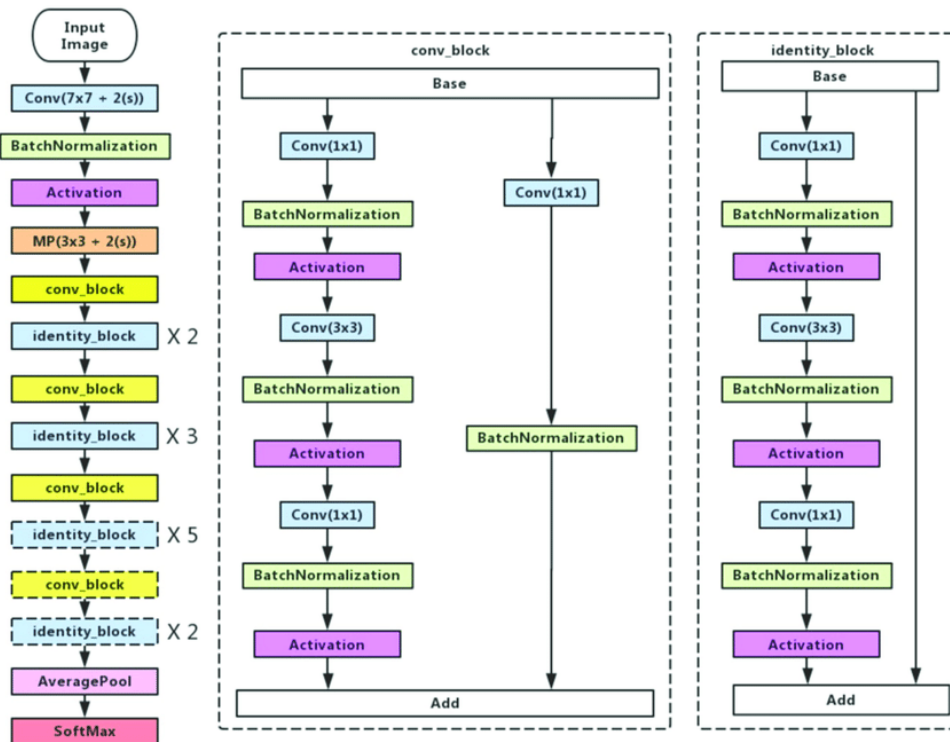 Input
Image
Conv(7x7 + 2(s))
BatchNormalization
Activation
MP(3x3 + 2(s))
conv_block
identity_block X 2
conv_block
identity_block X 3
conv_block
identity_block X 5
conv_block
identity_block X 2
AveragePool
SoftMax
conv_block
Base
Conv(1x1)
BatchNormalization
Activation
Conv(3x3)
BatchNormalization
Activation
Conv(1x1)
BatchNormalization
Activation
Conv(1x1)
BatchNormalization
Add
identity_block
Base
Conv(1x1)
BatchNormalization
Activation
Conv(3x3)
BatchNormalization
Activation
Conv(1x1)
BatchNormalization
Activation
Add